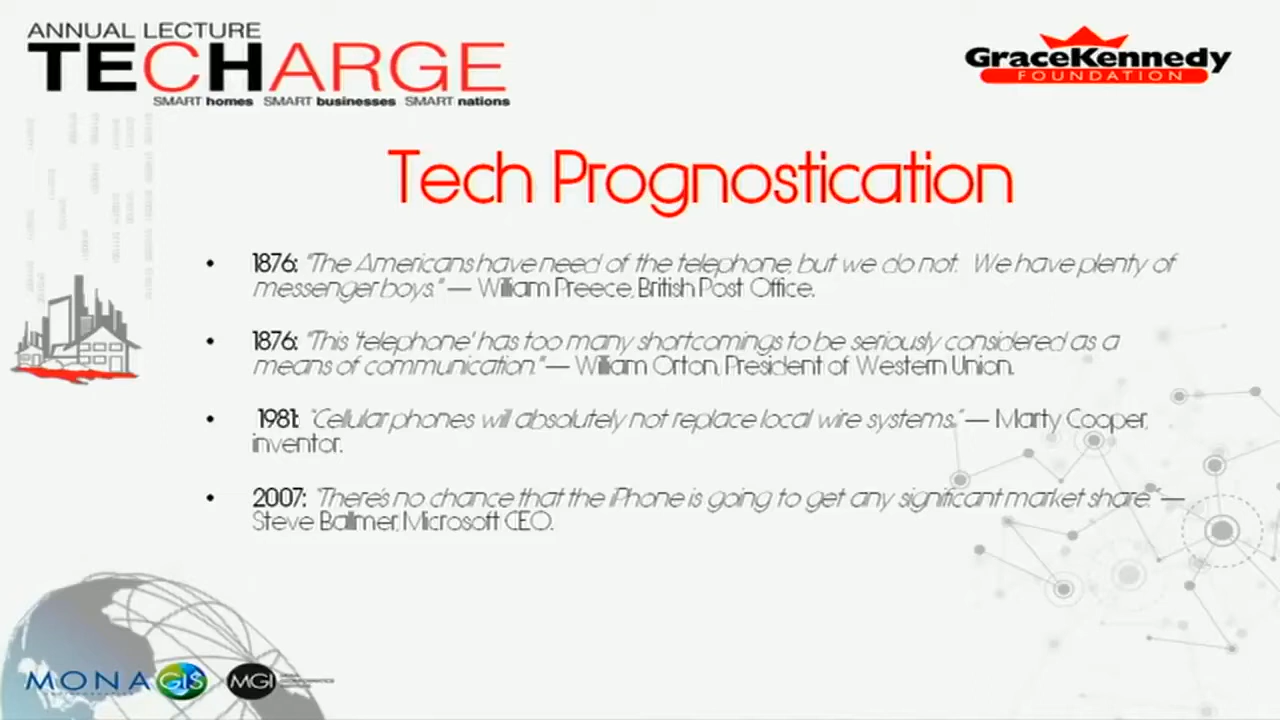 ANNUAL LECTURE
TECHARGE
SMART homes SMART businesses SMART nations
GraceKennedy
FOUNDATION
Tech Prognostication
• 1876: "The Americans have need of the telephone, but we do not. We have plenty of
messenger boys." — William Preece, British Post Office.
• 1876: "This 'telephone' has too many shortcomings to be seriously considered as a
means of communication." — William Orton, President of Western Union.
• 1981: "Cellular phones will absolutely not replace local wire systems." — Marty Cooper,
inventor.
• 2007: "There's no chance that the iPhone is going to get any significant market share." —
Steve Ballmer, Microsoft CEO.
MONA GIS MGI